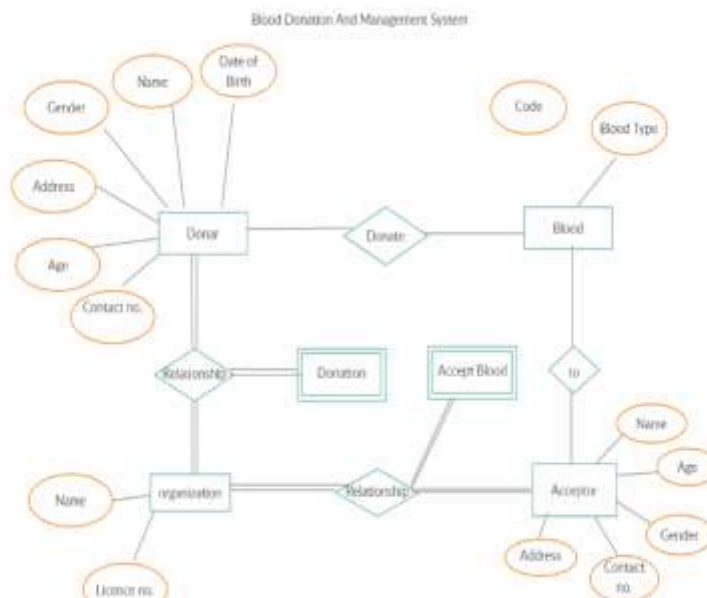 Blood Donation And Management System
Date of
Birth
Name
Gender
Code
Blood Type
Address
Donar
Donate
Blood
Age
Contact no.
Relationship
Donation
Accept Blood
to
Name
Age
Name
organization
Relationship
Acceptor
Gender
Address
Contact
no.
Licence no.